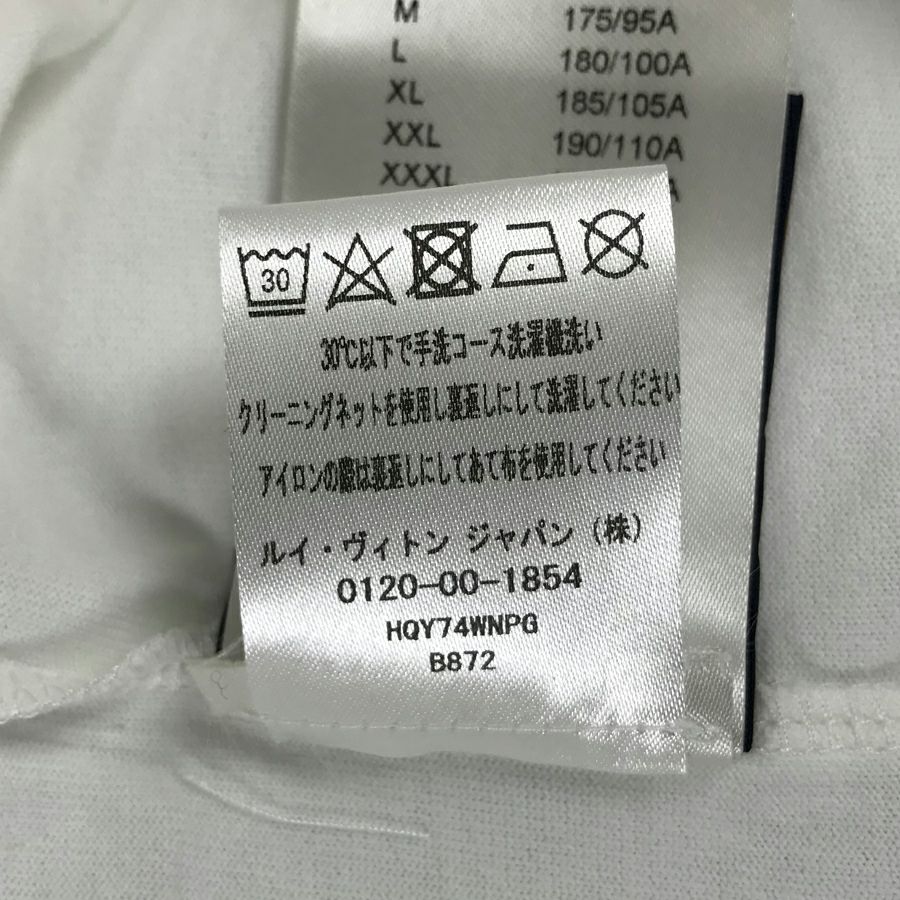 M 175/95A
L 180/100A
XL 185/105A
XXL 190/110A
XXXL
30
30℃以下で手洗コース洗濯機洗い
クリーニングネットを使用し裏返しにして洗濯してください
アイロンの際は裏返しにしてあて布を使用してください
ルイ・ヴィトン ジャパン (株)
0120-00-1854
HQY74WNPG
B872